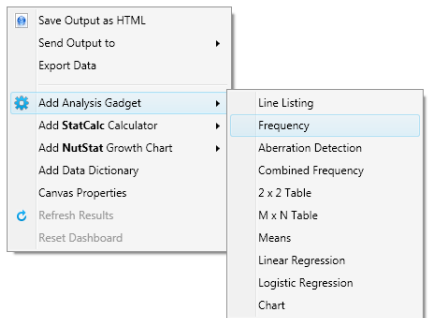 Save Output as HTML
Send Output to
Export Data
Add Analysis Gadget
Add StatCalc Calculator
Add NutStat Growth Chart
Add Data Dictionary
Canvas Properties
Refresh Results
Reset Dashboard
Line Listing
Frequency
Aberration Detection
Combined Frequency
2 x 2 Table
M x N Table
Means
Linear Regression
Logistic Regression
Chart